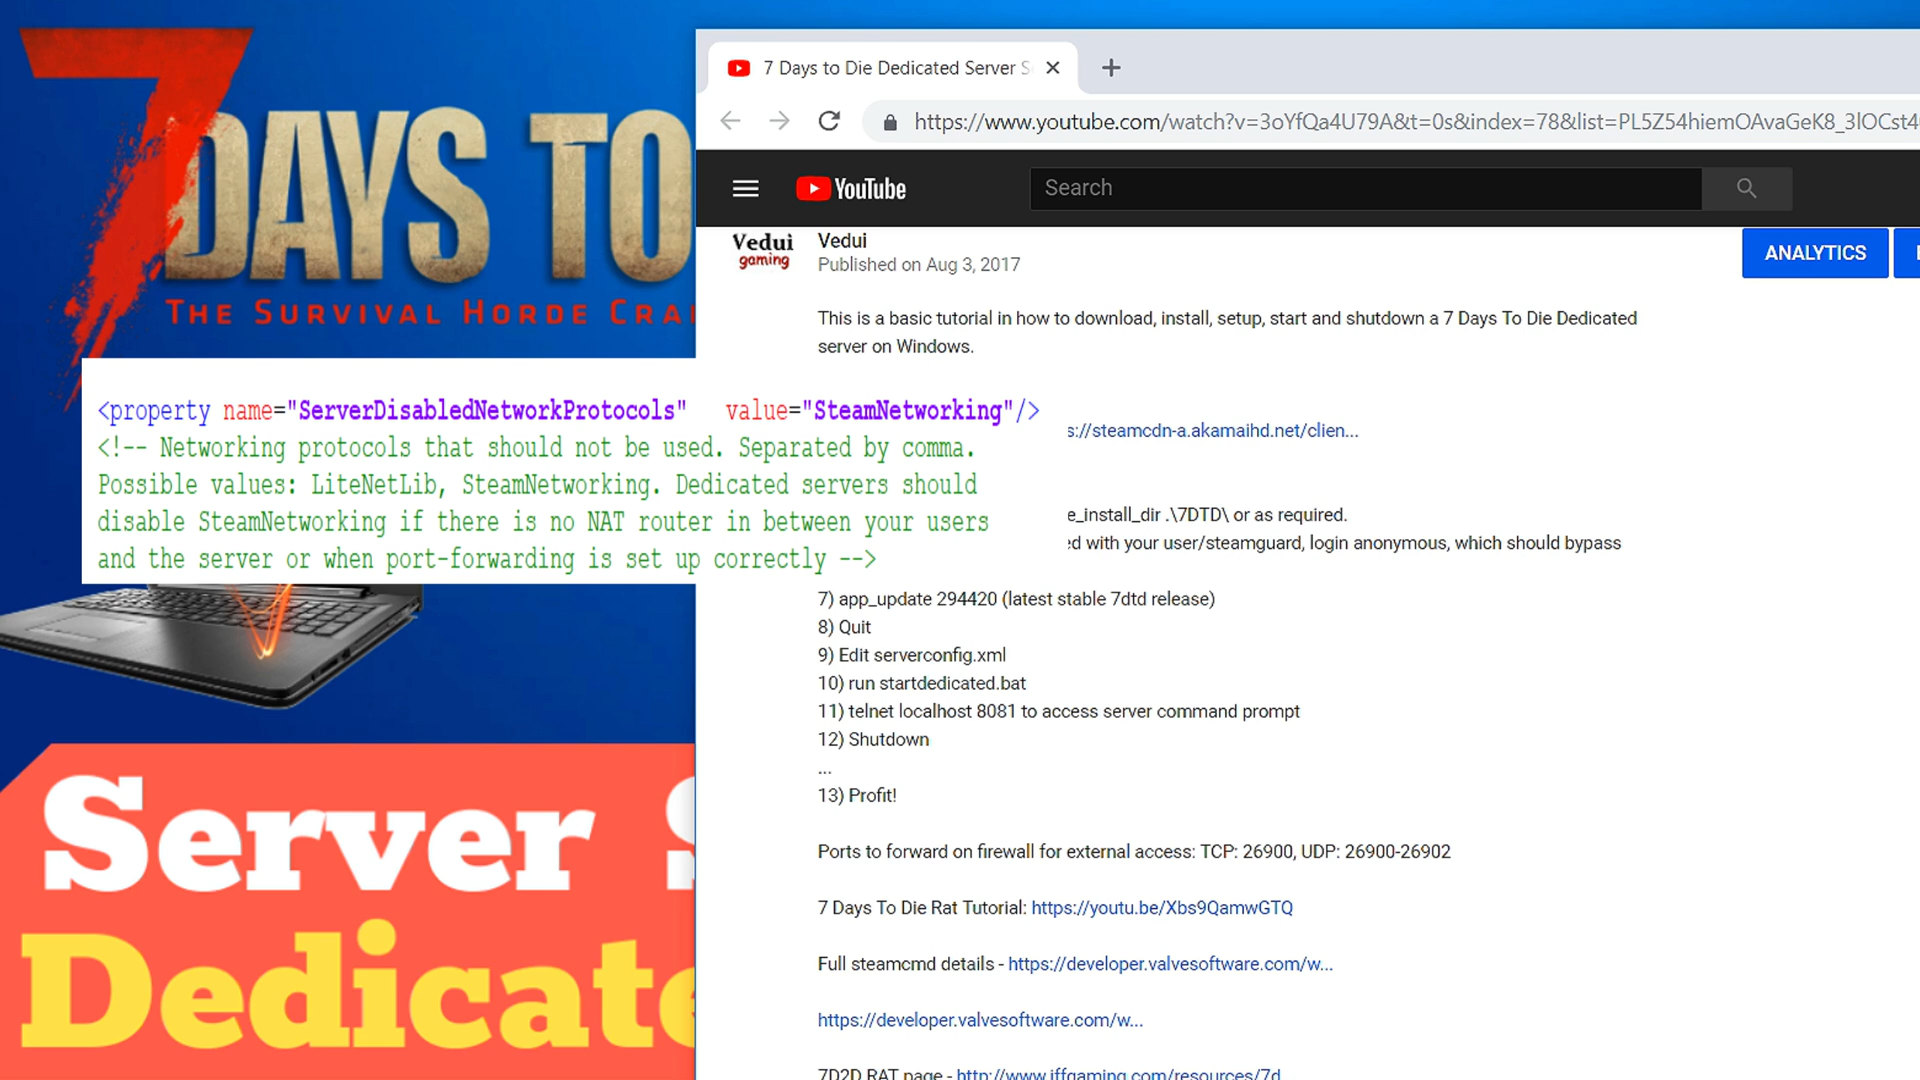 7 DAYS TO
THE SURVIVAL HORDE CRA
<property name="ServerDisabledNetworkProtocols" value="SteamNetworking"/>
<!-- Networking protocols that should not be used. Separated by comma.
Possible values: LiteNetLib, SteamNetworking. Dedicated servers should
disable SteamNetworking if there is no NAT router in between your users
and the server or when port-forwarding is set up correctly -->
Server S
Dedicate
7 Days to Die Dedicated Server S
https://www.youtube.com/watch?v=3oYfQa4U79A&t=0s&index=78&list=PL5Z54hiemOAvaGeK8_3lOCst4
YouTube
Search
Vedui
gaming
Vedui
Published on Aug 3, 2017
ANALYTICS
This is a basic tutorial in how to download, install, setup, start and shutdown a 7 Days To Die Dedicated
server on Windows.
s://steamcdn-a.akamaihd.net/clien...
e_install_dir .\7DTD\ or as required.
d with your user/steamguard, login anonymous, which should bypass
7) app_update 294420 (latest stable 7dtd release)
8) Quit
9) Edit serverconfig.xml
10) run startdedicated.bat
11) telnet localhost 8081 to access server command prompt
12) Shutdown
...
13) Profit!
Ports to forward on firewall for external access: TCP: 26900, UDP: 26900-26902
7 Days To Die Rat Tutorial: https://youtu.be/Xbs9QamwGTQ
Full steamcmd details - https://developer.valvesoftware.com/w...
https://developer.valvesoftware.com/w...
7D2D RAT page - http://www.iffgaming.com/resources/7d